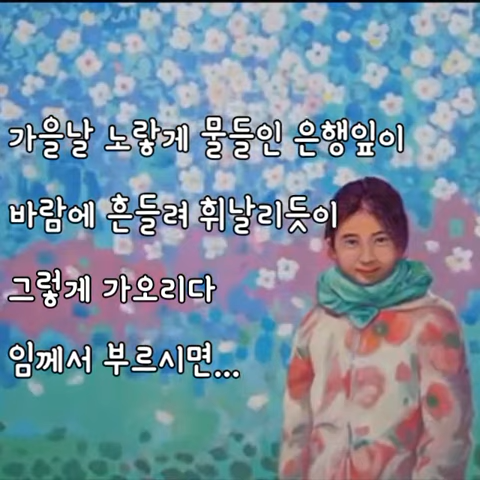 가을날 노랗게 물들인 은행잎이
바람에 흔들려 휘날리듯이
그렇게 가오리다
임께서 부르시면...